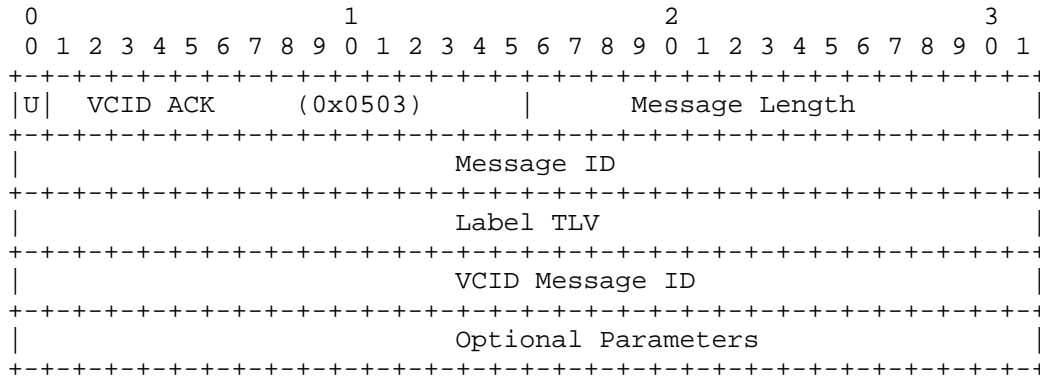 0                   1                   2                   3
 0 1 2 3 4 5 6 7 8 9 0 1 2 3 4 5 6 7 8 9 0 1 2 3 4 5 6 7 8 9 0 1
+-+-+-+-+-+-+-+-+-+-+-+-+-+-+-+-+-+-+-+-+-+-+-+-+-+-+-+-+-+-+-+-+
|U|  VCID ACK     (0x0503)      |      Message Length           |
+-+-+-+-+-+-+-+-+-+-+-+-+-+-+-+-+-+-+-+-+-+-+-+-+-+-+-+-+-+-+-+-+
|                           Message ID                          |
+-+-+-+-+-+-+-+-+-+-+-+-+-+-+-+-+-+-+-+-+-+-+-+-+-+-+-+-+-+-+-+-+
|                           Label TLV                           |
+-+-+-+-+-+-+-+-+-+-+-+-+-+-+-+-+-+-+-+-+-+-+-+-+-+-+-+-+-+-+-+-+
|                           VCID Message ID                     |
+-+-+-+-+-+-+-+-+-+-+-+-+-+-+-+-+-+-+-+-+-+-+-+-+-+-+-+-+-+-+-+-+
|                           Optional Parameters                 |
+-+-+-+-+-+-+-+-+-+-+-+-+-+-+-+-+-+-+-+-+-+-+-+-+-+-+-+-+-+-+-+-+